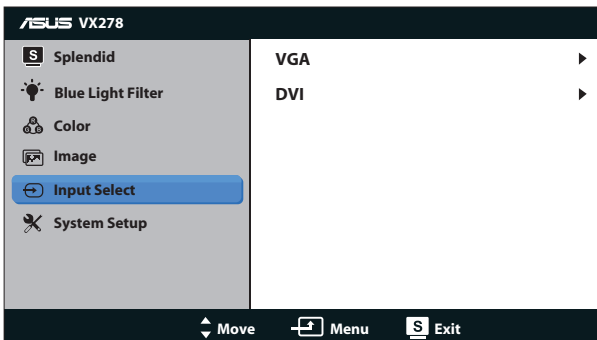 ASUS VX278
S Splendid
Blue Light Filter
Color
Image
Input Select
System Setup
VGA
DVI
Move Menu S Exit